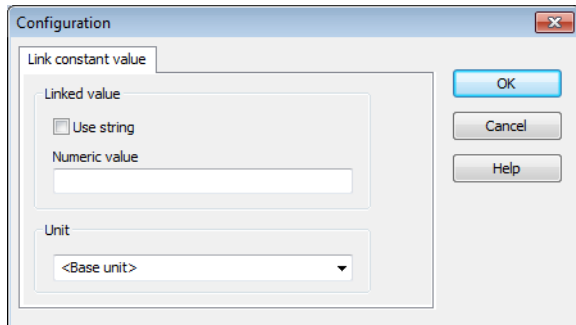 Configuration
Link constant value
Linked value
Use string
Numeric value
Unit
<Base unit>
OK
Cancel
Help